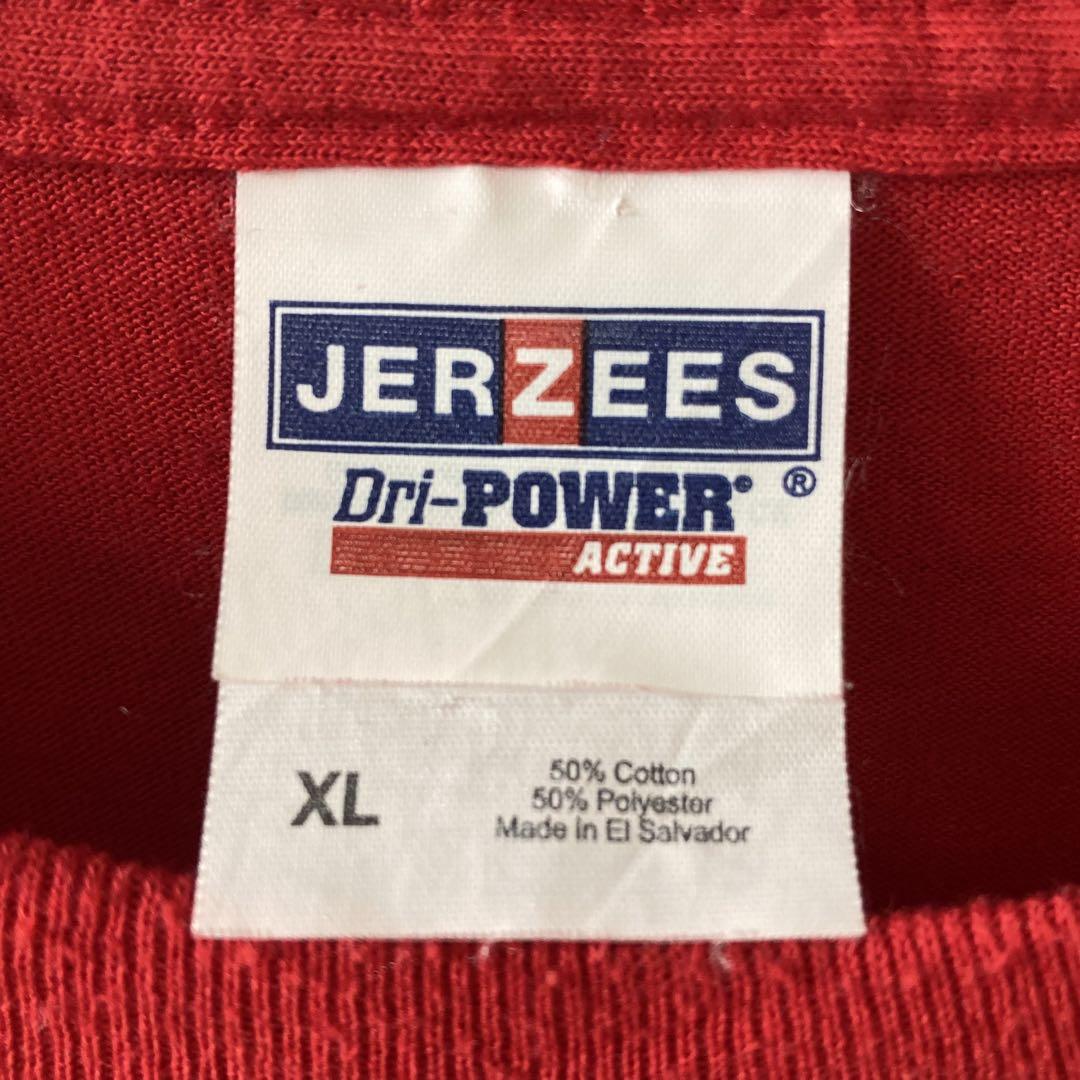 JERZEES
Dri-POWER® ®
ACTIVE
XL
50% Cotton
50% Polyester
Made in El Salvador